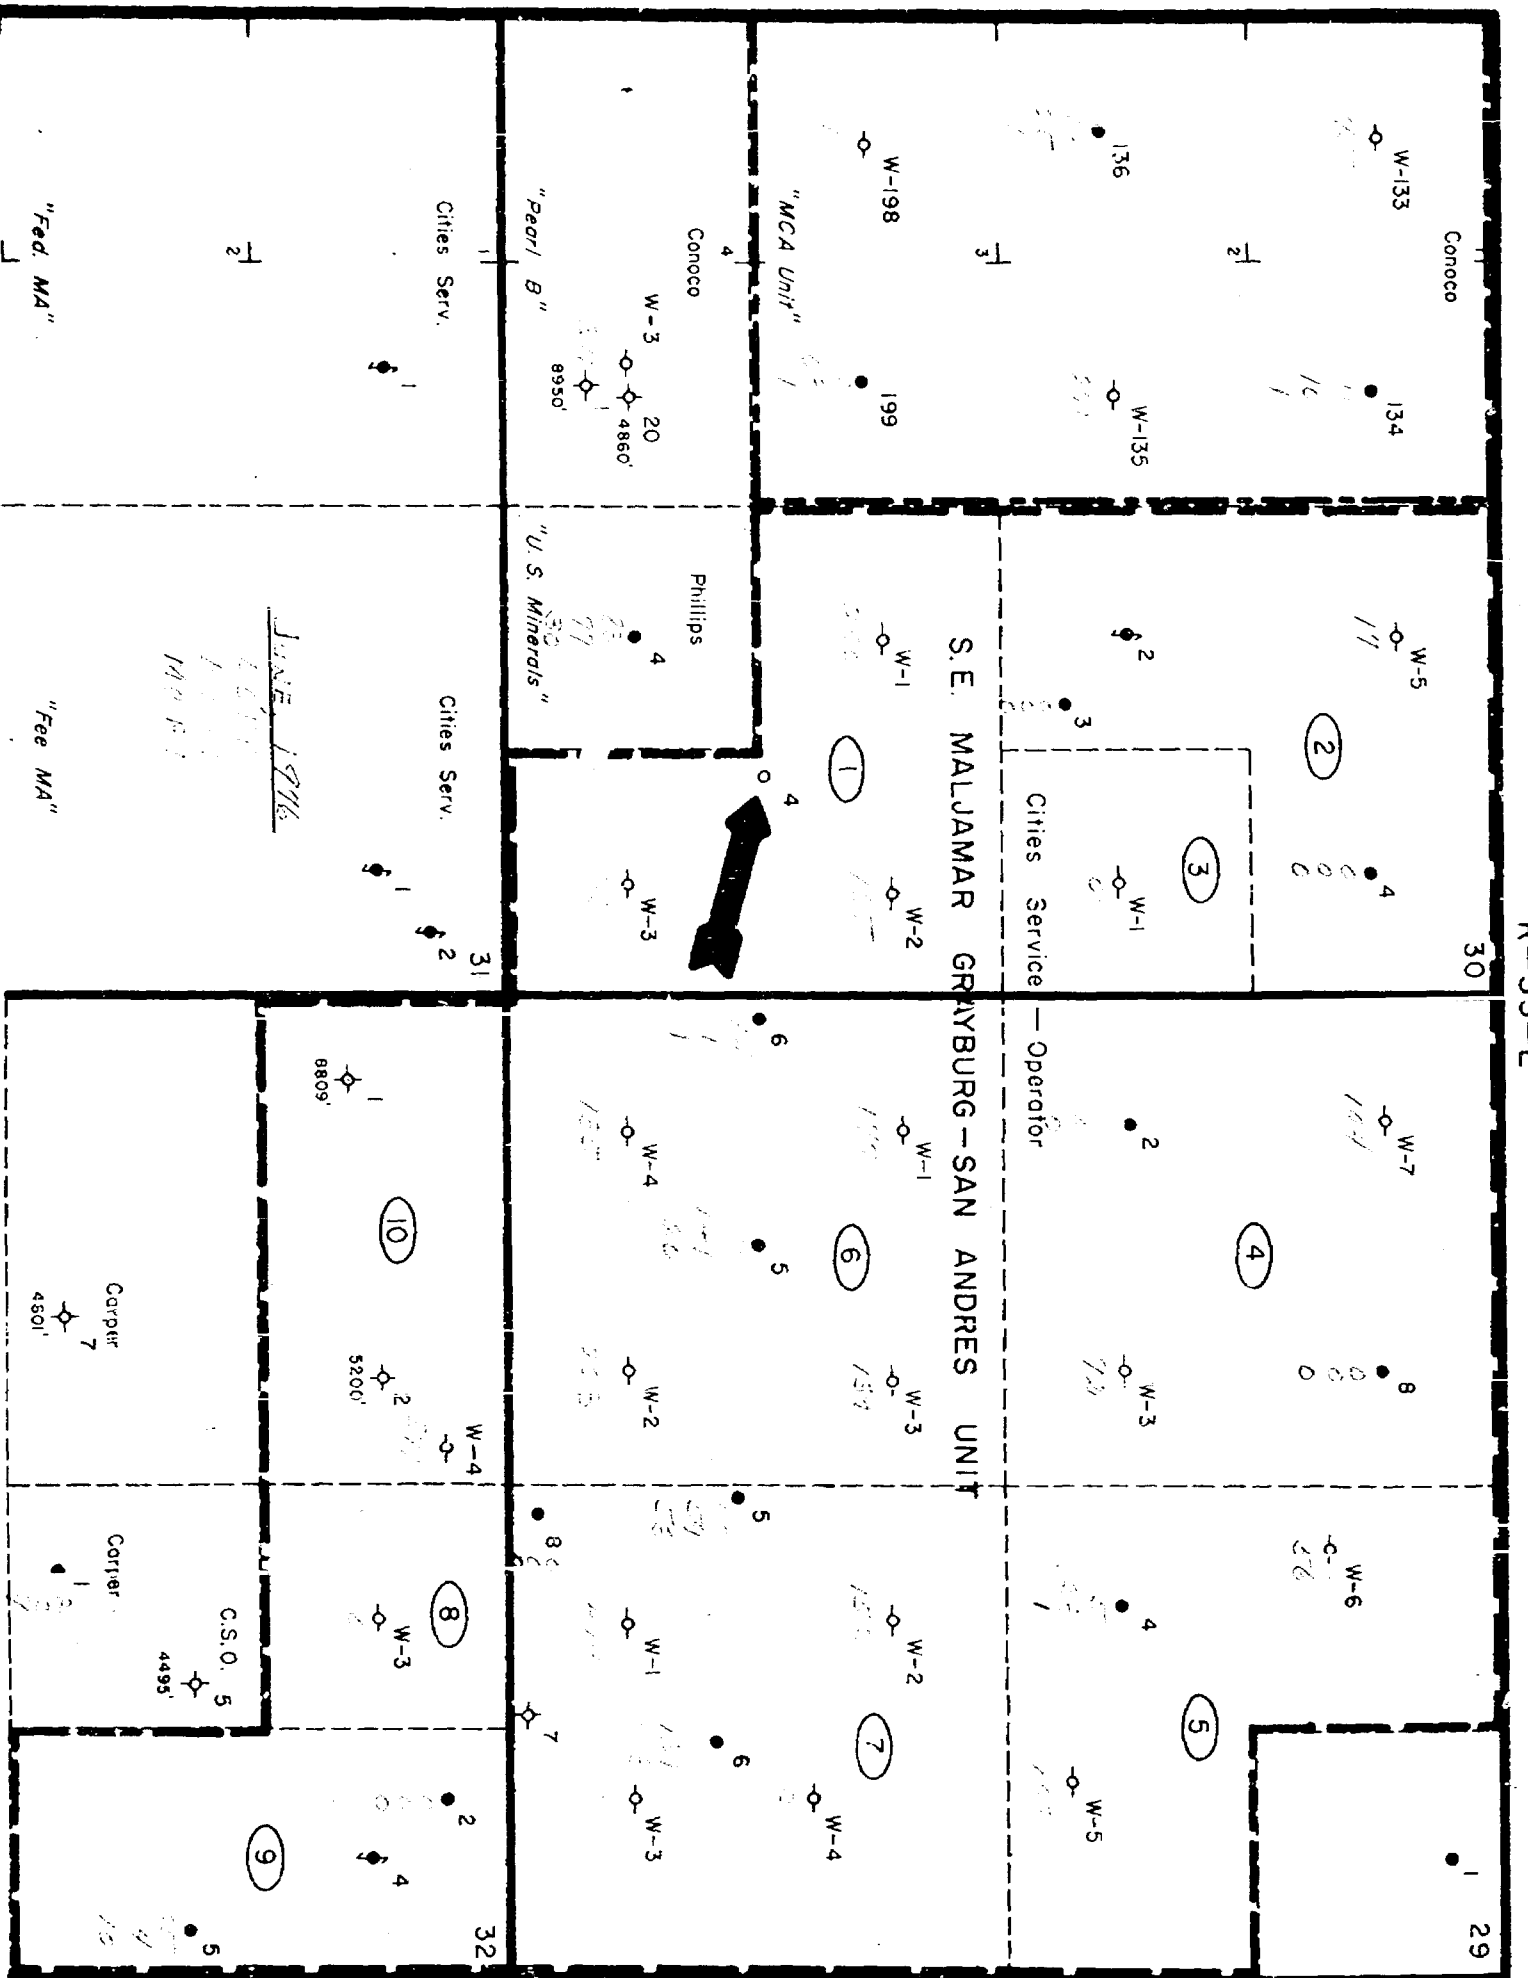 R-33-E
Conoco
30
29
W-133
134
W-5
4
W-7
8
W-6
1
2
4
5
2
136
W-135
2
3
3
W-1
Cities Service — Operator
2
W-3
4
W-5
3
S.E. MALJAMAR GRAYBURG—SAN ANDRES UNIT
W-198
199
W-1
W-2
W-1
W-3
W-2
"MCA Unit"
1
6
7
4
4
6
5
5
6
W-4
Conoco
Phillips
W-3
20
4860'
4
W-3
W-4
W-2
W-1
W-3
1
8950'
"Pearl B"
"U.S. Minerals"
8
7
1
31
32
Cities Serv.
Cities Serv.
1
1
2
10
1
8809'
2
5200'
W-4
8
W-3
2
4
9
5
2
JUNE, 1976
C.S.O.
5
4495'
"Fed. MA"
"Fee MA"
Carper
7
4501'
Carper
1